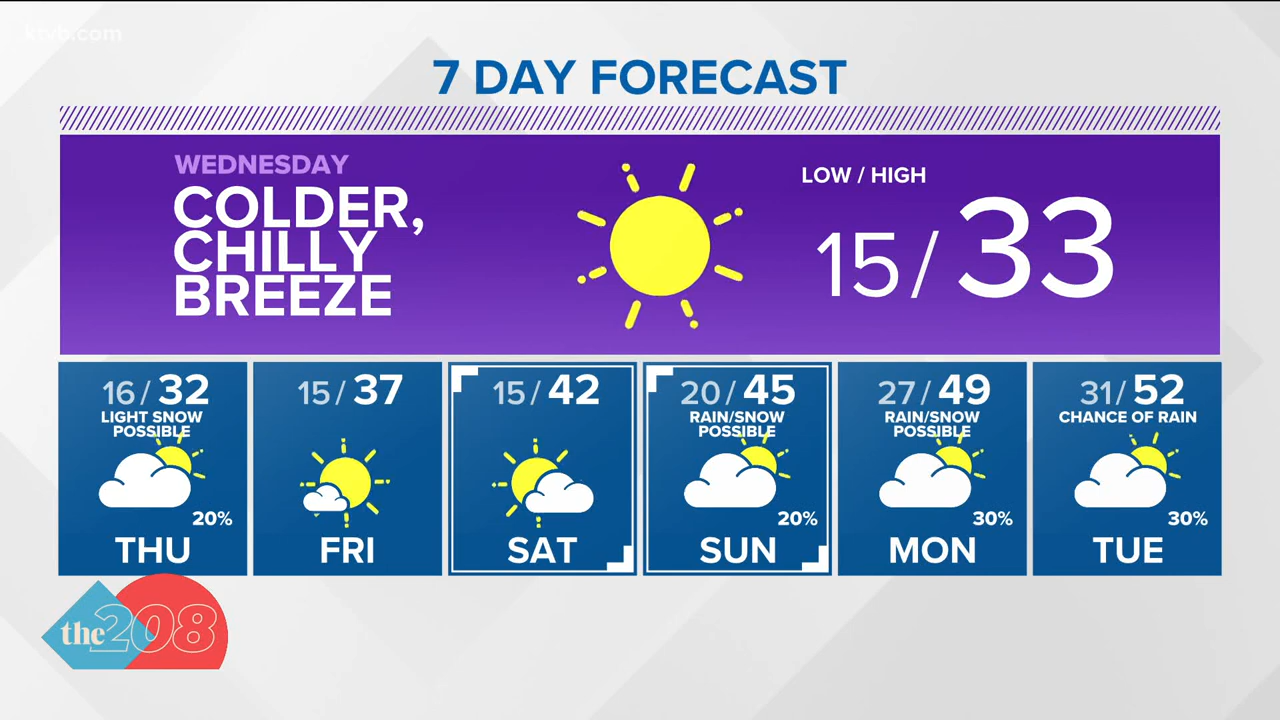 ktvb.com
7 DAY FORECAST
WEDNESDAY
COLDER,
CHILLY
BREEZE
LOW / HIGH
15 / 33
16 / 32
LIGHT SNOW
POSSIBLE
20%
THU
15 / 37
FRI
15 / 42
SAT
20 / 45
RAIN/SNOW
POSSIBLE
20%
SUN
27 / 49
RAIN/SNOW
POSSIBLE
30%
MON
31 / 52
CHANCE OF RAIN
30%
TUE
the 208